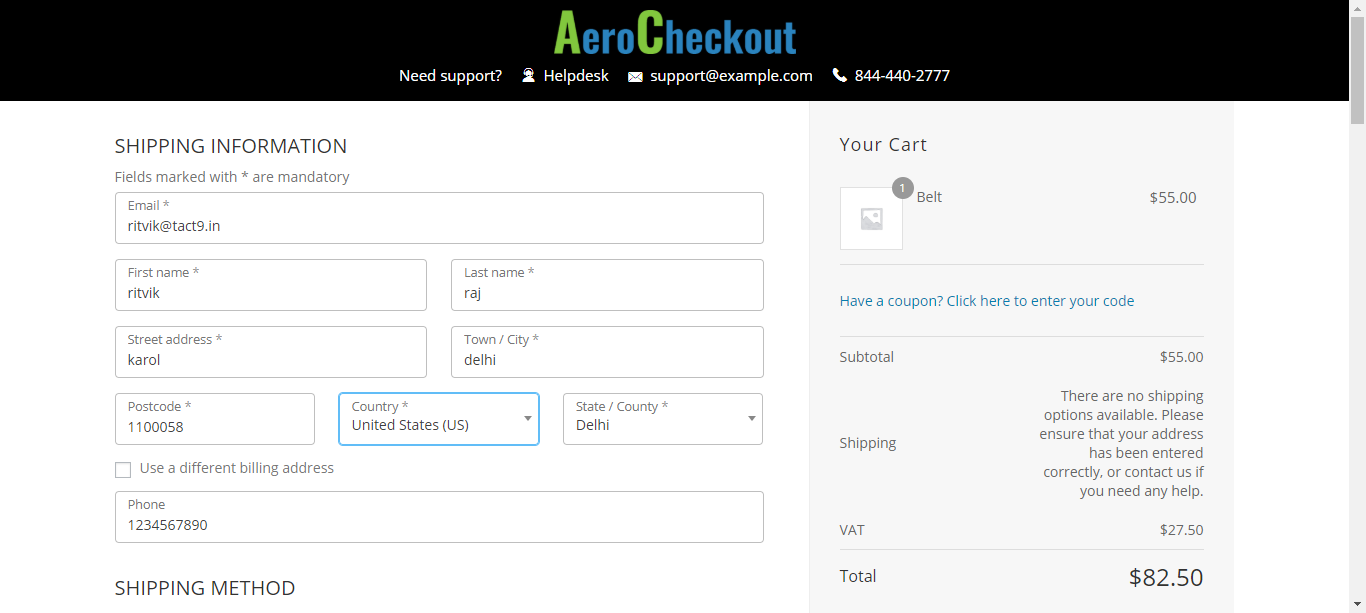 AeroCheckout
Need support? Helpdesk support@example.com 844-440-2777
SHIPPING INFORMATION
Fields marked with * are mandatory
Email *
ritvik@tact9.in
First name *
ritvik
Last name *
raj
Street address *
karol
Town / City *
delhi
Postcode *
1100058
Country *
United States (US)
State / County *
Delhi
Use a different billing address
Phone
1234567890
SHIPPING METHOD
Your Cart
1
Belt
$55.00
Have a coupon? Click here to enter your code
Subtotal
$55.00
Shipping
There are no shipping
options available. Please
ensure that your address
has been entered
correctly, or contact us if
you need any help.
VAT
$27.50
Total
$82.50